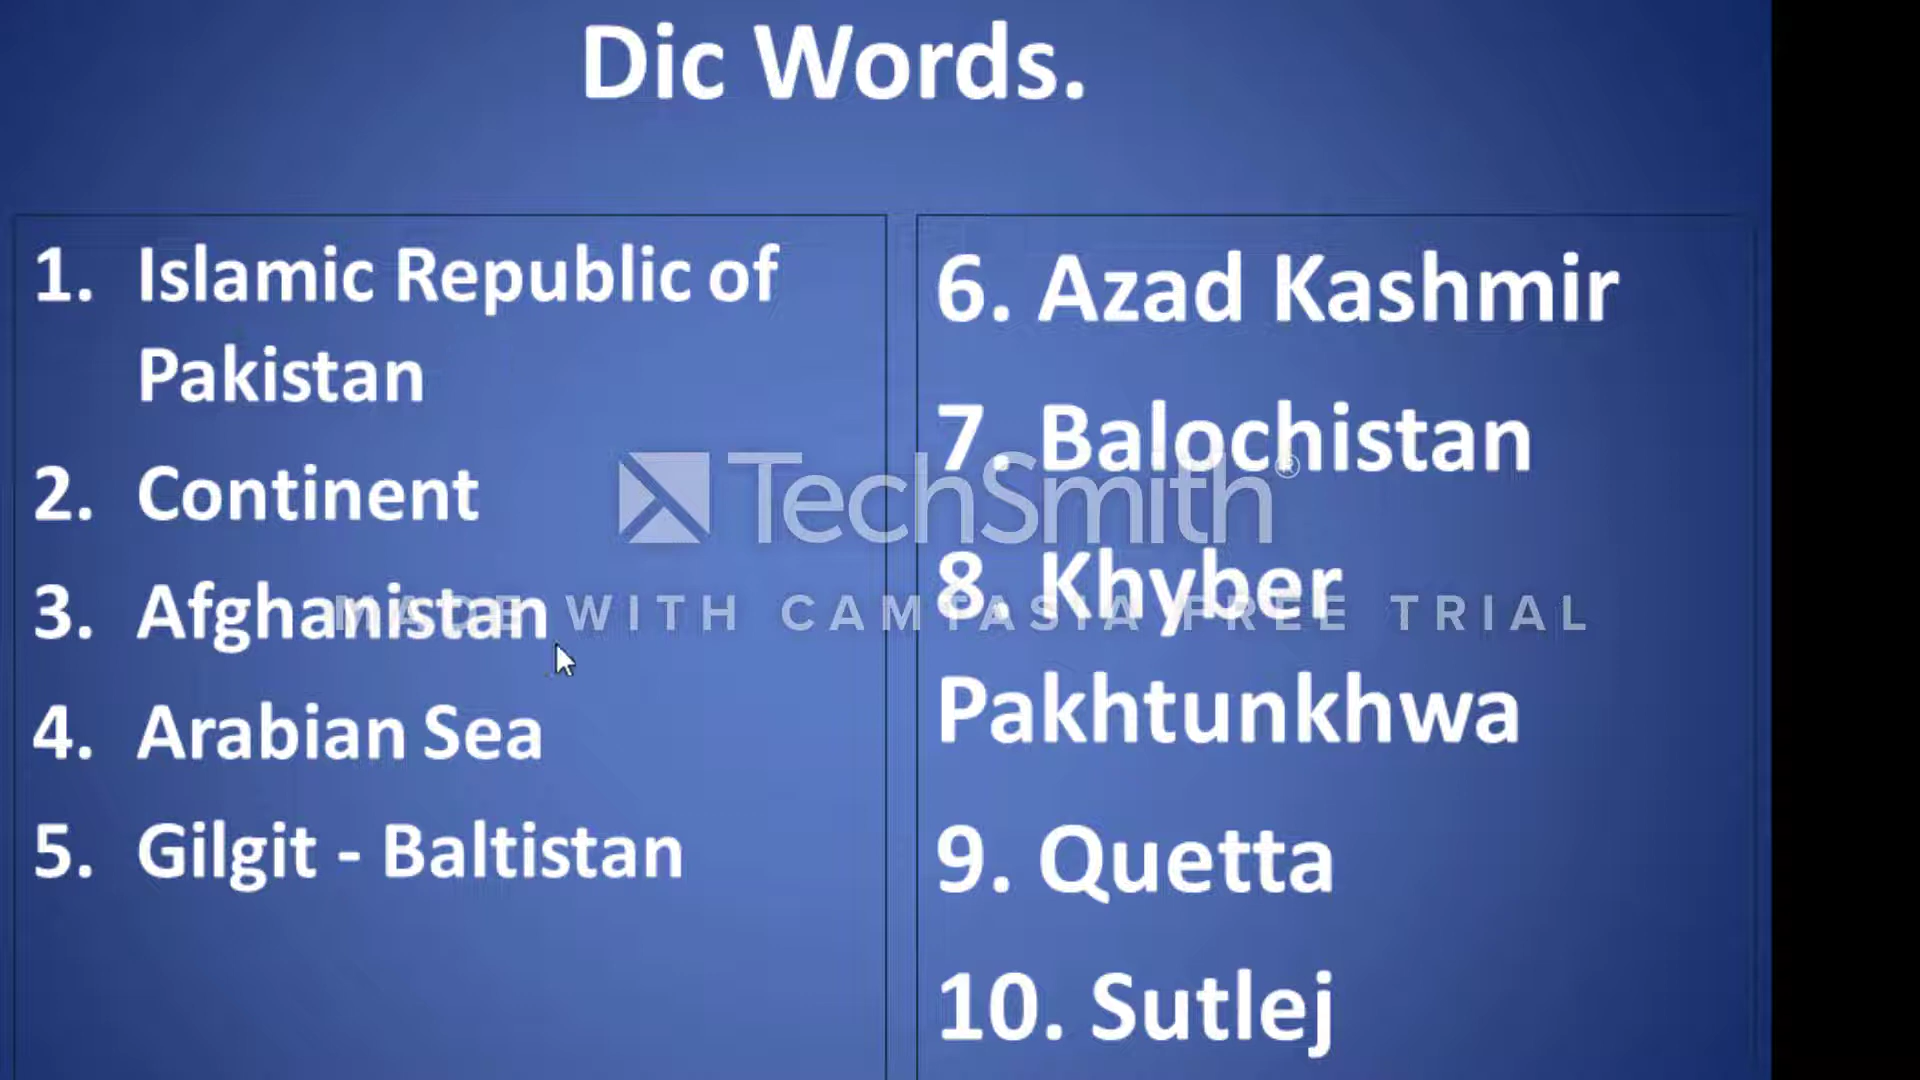 Dic Words.
1. Islamic Republic of
Pakistan
2. Continent
3. Afghanistan
4. Arabian Sea
5. Gilgit - Baltistan
6. Azad Kashmir
7. Balochistan
8. Khyber
Pakhtunkhwa
9. Quetta
10. Sutlej
TechSmith®
MADE WITH CAMTASIA FREE TRIAL